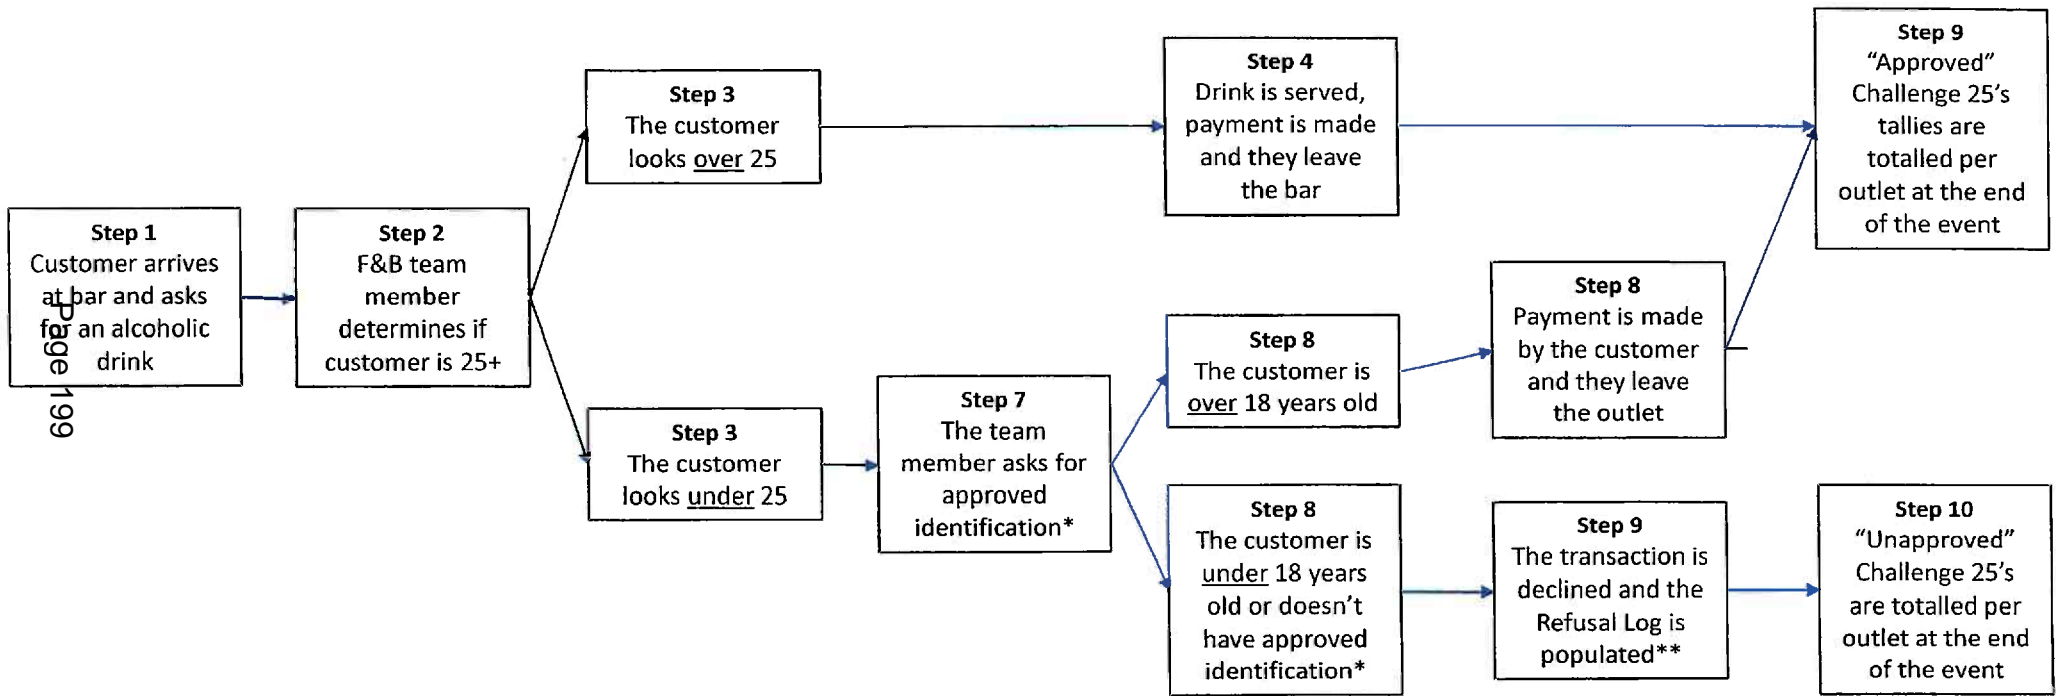 Step 1
Customer arrives
at bar and asks
for an alcoholic
drink
Page 199
Step 2
F&B team
member
determines if
customer is 25+
Step 3
The customer
looks over 25
Step 3
The customer
looks under 25
Step 4
Drink is served,
payment is made
and they leave
the bar
Step 7
The team
member asks for
approved
identification*
Step 8
The customer is
over 18 years old
Step 8
The customer is
under 18 years
old or doesn't
have approved
identification*
Step 8
Payment is made
by the customer
and they leave
the outlet
Step 9
The transaction is
declined and the
Refusal Log is
populated**
Step 9
“Approved”
Challenge 25's
tallies are
totalled per
outlet at the end
of the event
Step 10
“Unapproved”
Challenge 25's
are totalled per
outlet at the end
of the event